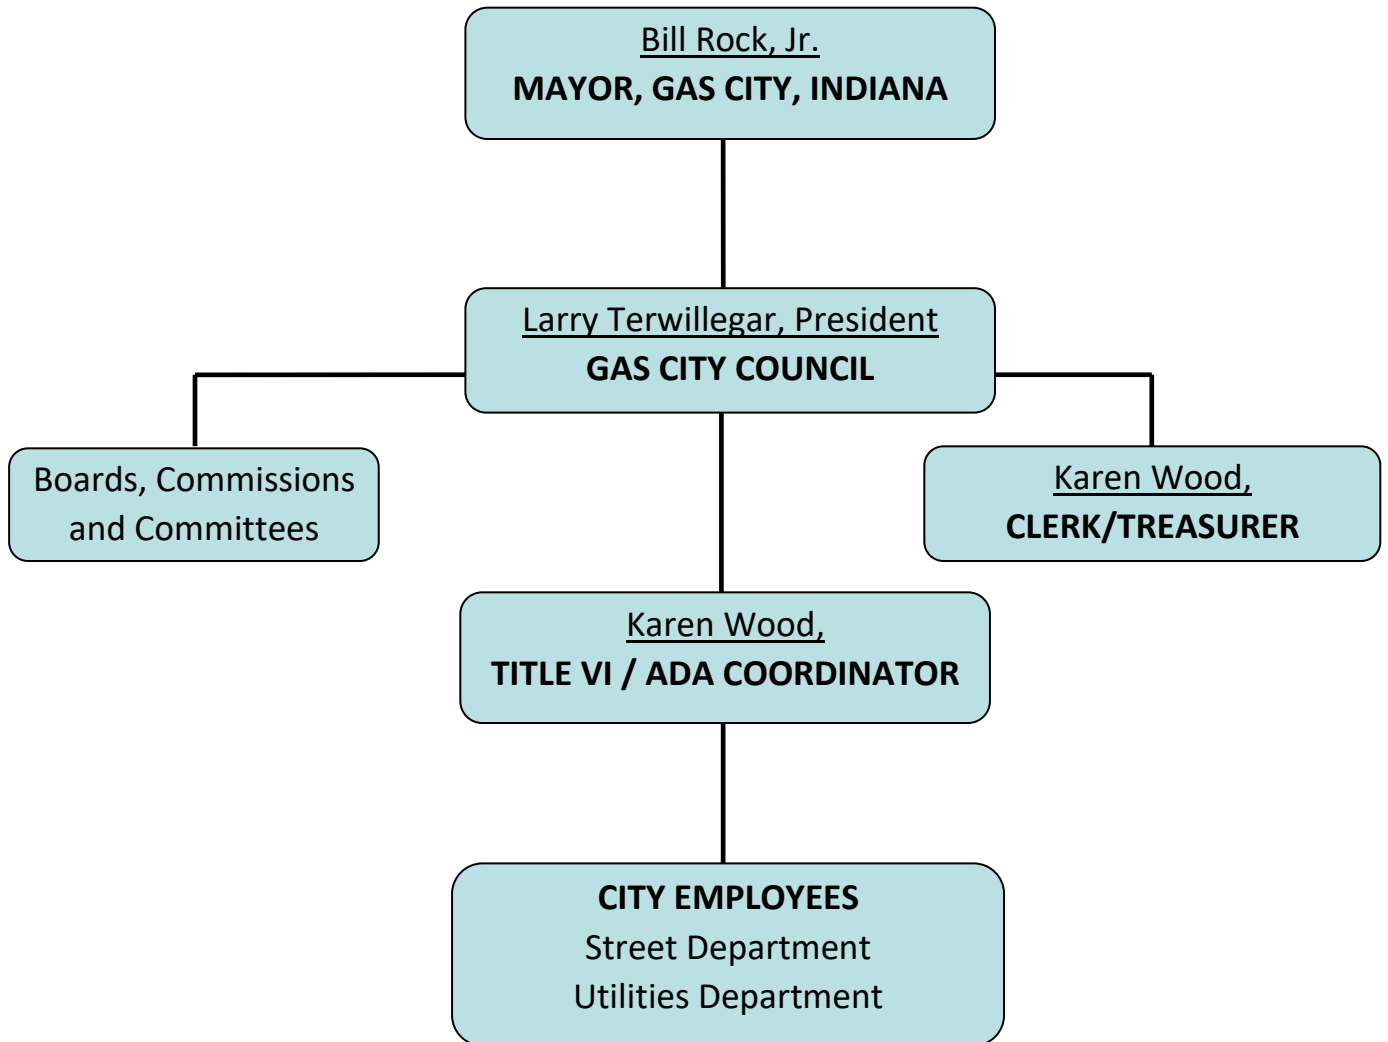 Bill Rock, Jr.
MAYOR, GAS CITY, INDIANA
Larry Terwillegar, President
GAS CITY COUNCIL
Boards, Commissions
and Committees
Karen Wood,
CLERK/TREASURER
Karen Wood,
TITLE VI / ADA COORDINATOR
CITY EMPLOYEES
Street Department
Utilities Department